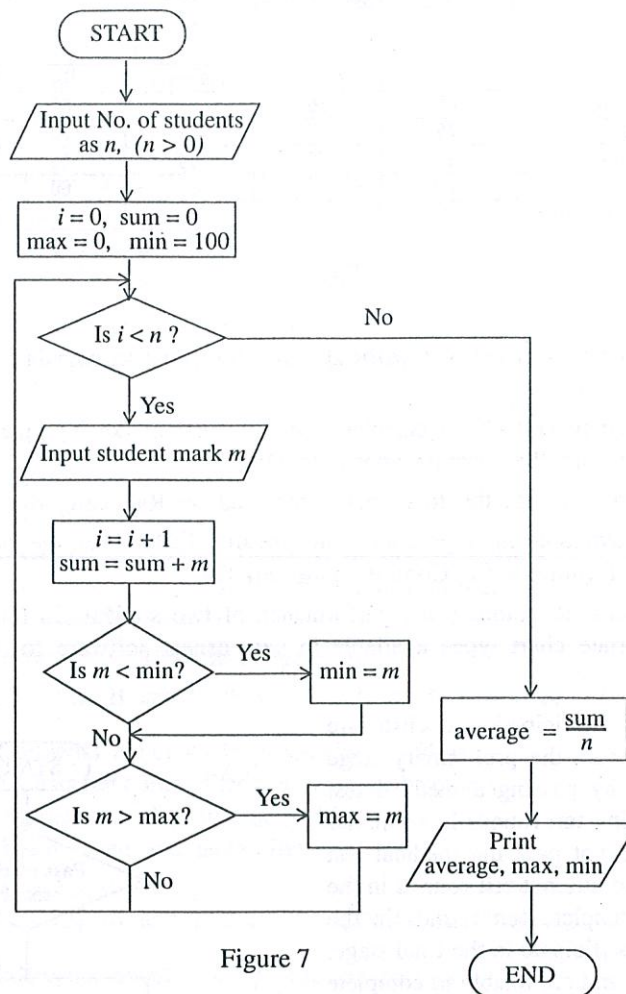 START
Input No. of students
as n, (n > 0)
i = 0, sum = 0
max = 0, min = 100
Is i < n ?
No
Yes
Input student mark m
i = i + 1
sum = sum + m
Is m < min?
Yes
min = m
No
Is m > max?
Yes
max = m
No
average = sum/n
Print
average, max, min
END
Figure 7